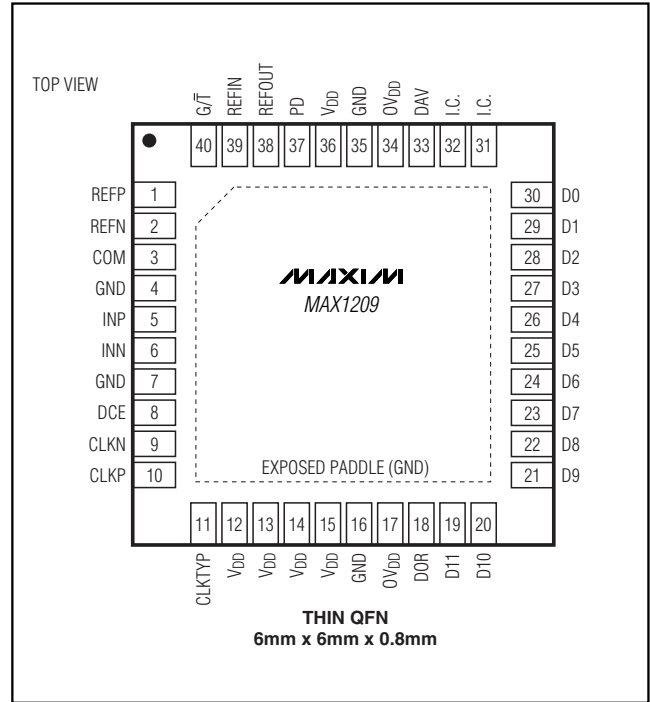 TOP VIEW
G/T̅
REFIN
REFOUT
PD
VDD
GND
OVDD
DAV
I.C.
I.C.
40 39 38 37 36 35 34 33 32 31
REFP 1
REFN 2
COM 3
GND 4
INP 5
INN 6
GND 7
DCE 8
CLKN 9
CLKP 10
30 D0
29 D1
28 D2
27 D3
26 D4
25 D5
24 D6
23 D7
22 D8
21 D9
MAXIM
MAX1209
EXPOSED PADDLE (GND)
11 12 13 14 15 16 17 18 19 20
CLKTYP
VDD
VDD
VDD
VDD
GND
OVDD
DOR
D11
D10
THIN QFN
6mm x 6mm x 0.8mm